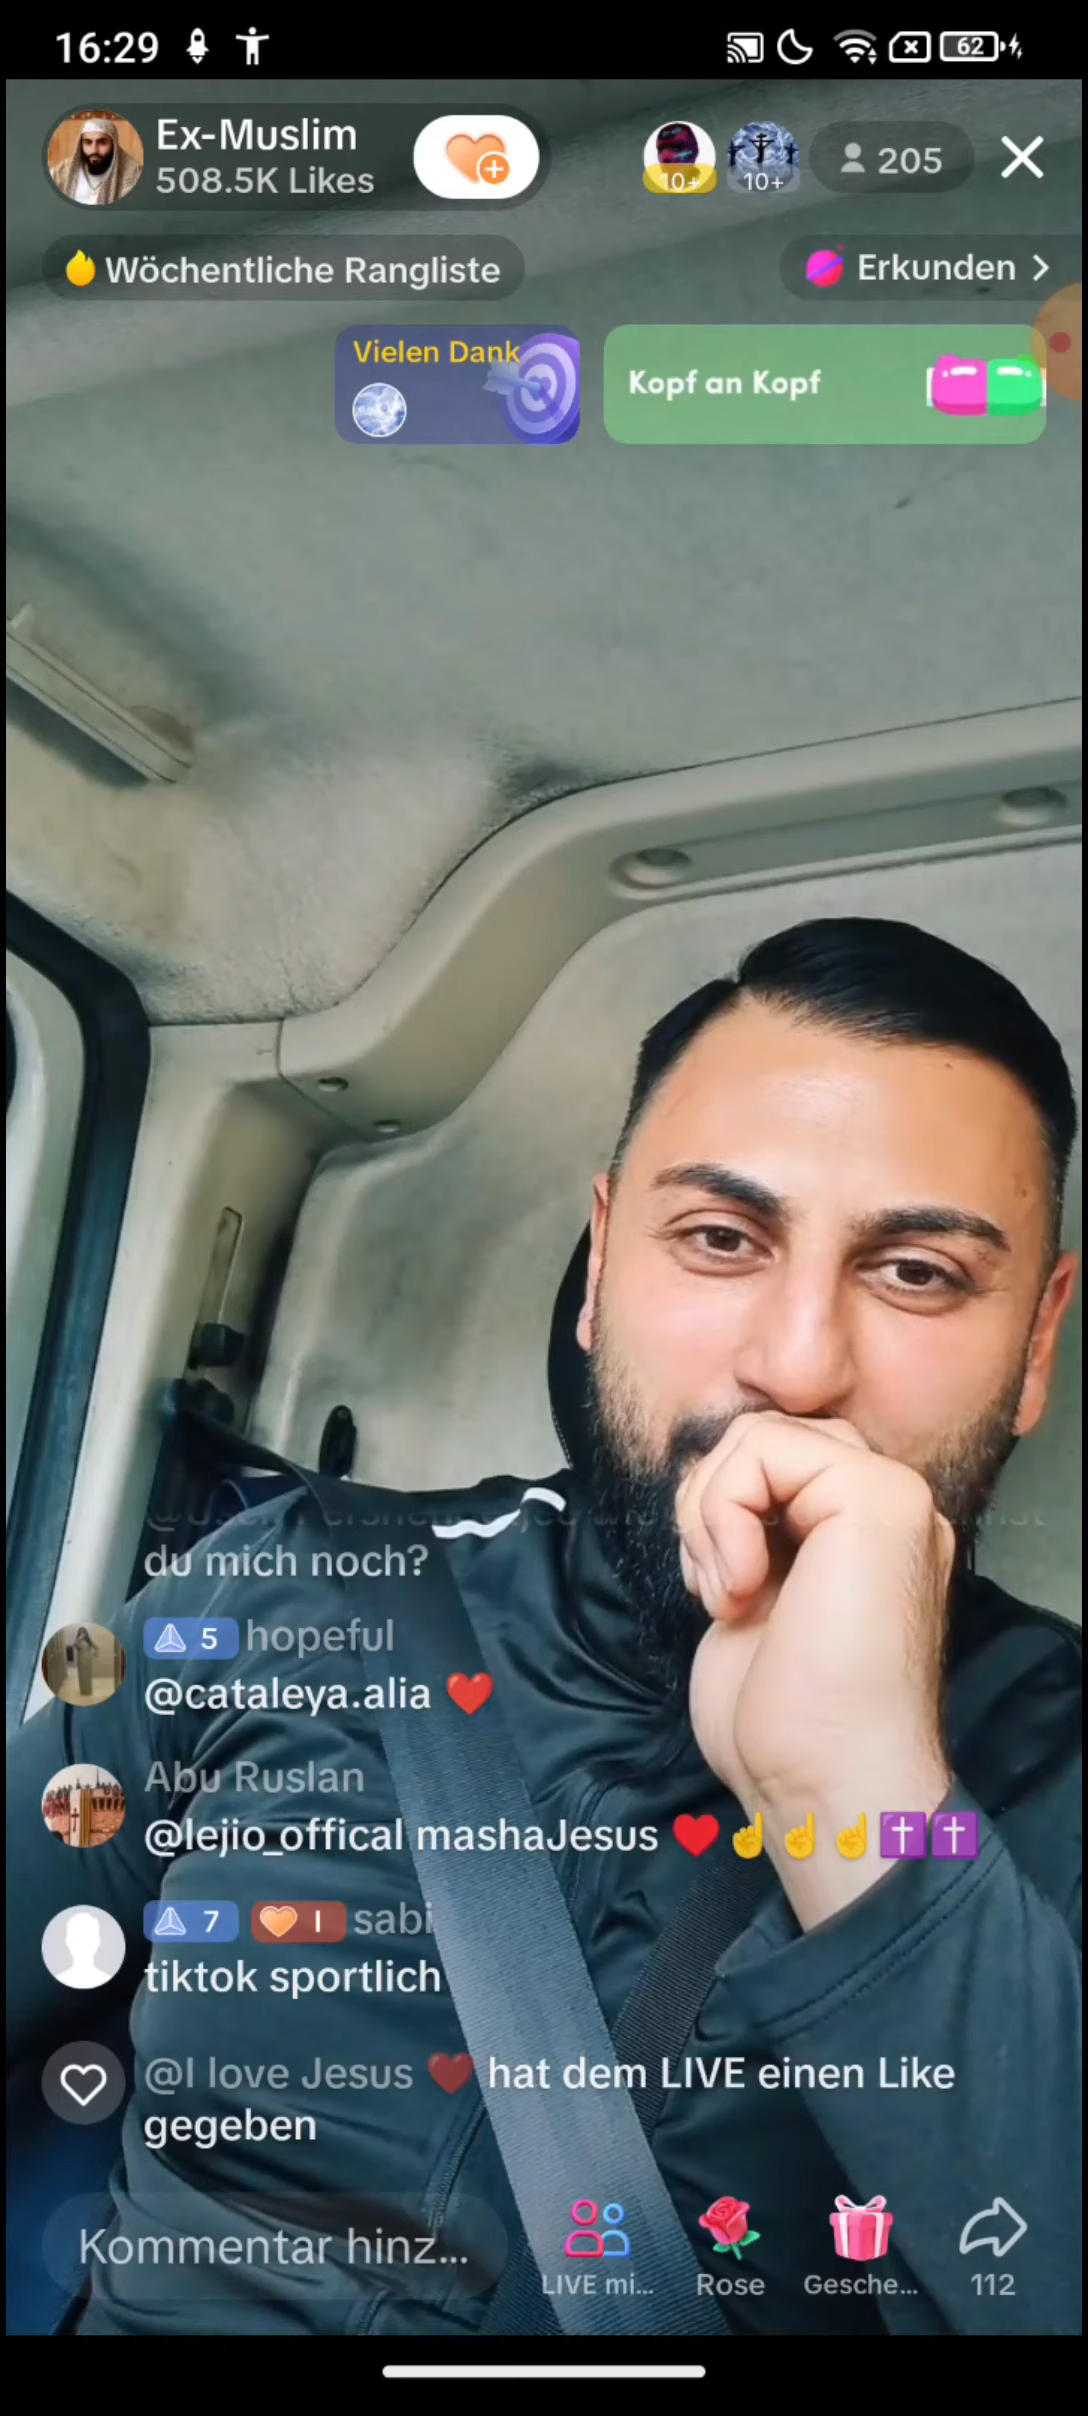 16:29
62
Ex-Muslim
508.5K Likes
10+
10+
205
Wöchentliche Rangliste
Erkunden
Vielen Dank
Kopf an Kopf
du mich noch?
5 hopeful
@cataleya.alia ❤️
Abu Ruslan
@lejio_offical mashaJesus ❤️☝️☝️☝️✝️✝️
7 I sabi
tiktok sportlich
@I love Jesus ❤️ hat dem LIVE einen Like
gegeben
Kommentar hinz...
LIVE mi...
Rose
Gesche...
112